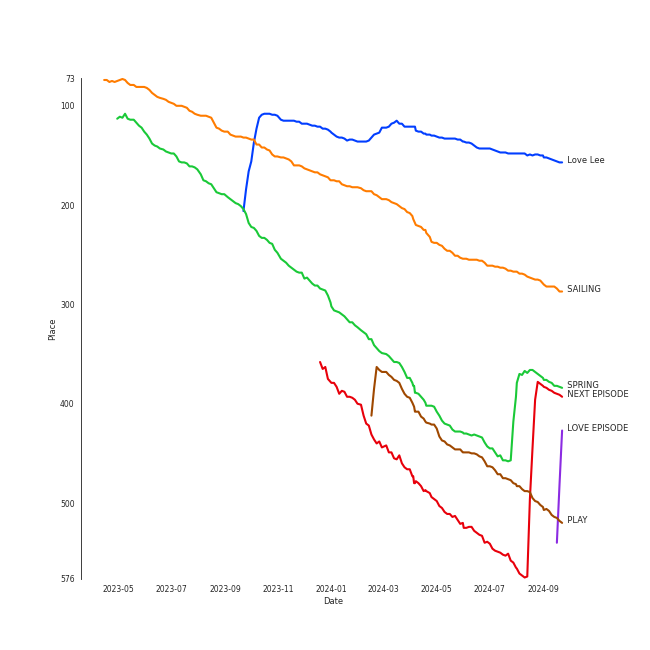 73
100
200
300
400
500
576
Place
Love Lee
SAILING
SPRING
NEXT EPISODE
LOVE EPISODE
PLAY
2023-05 2023-07 2023-09 2023-11 2024-01 2024-03 2024-05 2024-07 2024-09
Date